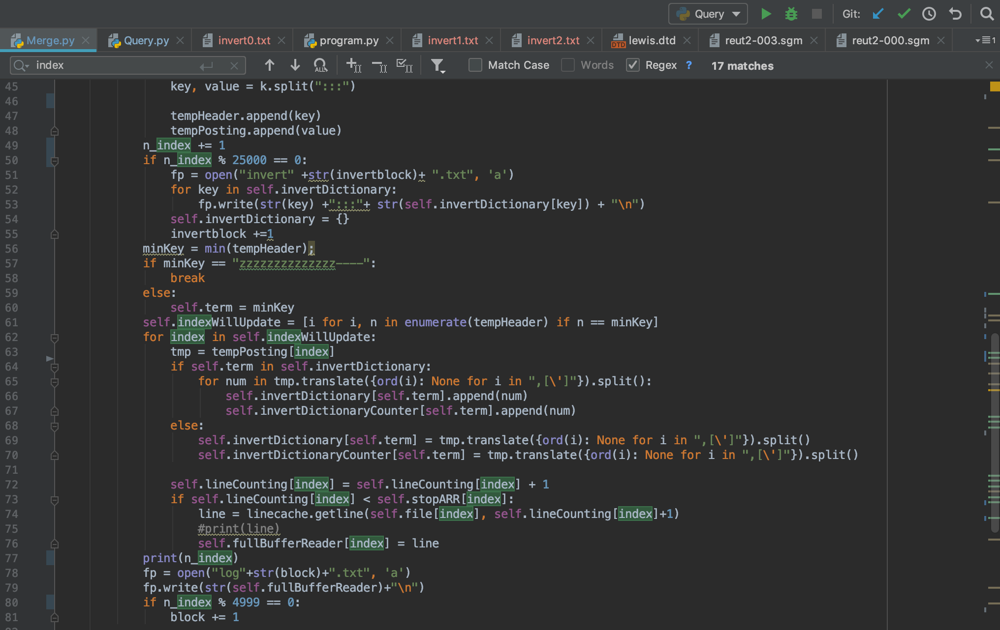 Query Git:
Merge.py Query.py invert0.txt program.py invert1.txt invert2.txt DTD lewis.dtd reut2-003.sgm reut2-000.sgm 1
index ALL Match Case Words Regex ? 17 matches
45 key, value = k.split(":::")
46
47 tempHeader.append(key)
48 tempPosting.append(value)
49 n_index += 1
50 if n_index % 25000 == 0:
51 fp = open("invert" +str(invertblock)+ ".txt", 'a')
52 for key in self.invertDictionary:
53 fp.write(str(key) +":::"+ str(self.invertDictionary[key]) + "\n")
54 self.invertDictionary = {}
55 invertblock +=1
56 minKey = min(tempHeader);
57 if minKey == "zzzzzzzzzzzzzz----":
58 break
59 else:
60 self.term = minKey
61 self.indexWillUpdate = [i for i, n in enumerate(tempHeader) if n == minKey]
62 for index in self.indexWillUpdate:
63 tmp = tempPosting[index]
64 if self.term in self.invertDictionary:
65 for num in tmp.translate({ord(i): None for i in ",[\']"}).split():
66 self.invertDictionary[self.term].append(num)
67 self.invertDictionaryCounter[self.term].append(num)
68 else:
69 self.invertDictionary[self.term] = tmp.translate({ord(i): None for i in ",[\']"}).split()
70 self.invertDictionaryCounter[self.term] = tmp.translate({ord(i): None for i in ",[\']"}).split()
71
72 self.lineCounting[index] = self.lineCounting[index] + 1
73 if self.lineCounting[index] < self.stopARR[index]:
74 line = linecache.getline(self.file[index], self.lineCounting[index]+1)
75 #print(line)
76 self.fullBufferReader[index] = line
77 print(n_index)
78 fp = open("log"+str(block)+".txt", 'a')
79 fp.write(str(self.fullBufferReader)+"\n")
80 if n_index % 4999 == 0:
81 block += 1